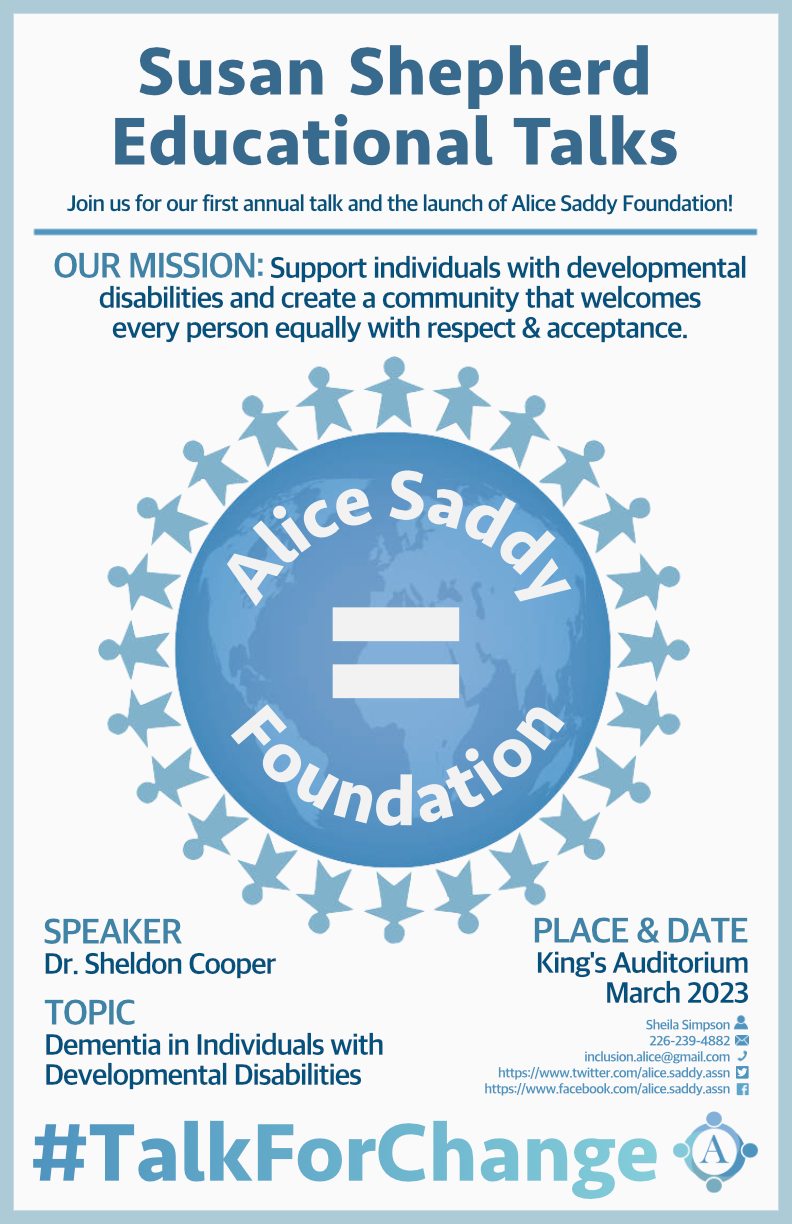 Susan Shepherd
Educational Talks
Join us for our first annual talk and the launch of Alice Saddy Foundation!
OUR MISSION: Support individuals with developmental
disabilities and create a community that welcomes
every person equally with respect & acceptance.
Alice Saddy
=
Foundation
SPEAKER
Dr. Sheldon Cooper
TOPIC
Dementia in Individuals with
Developmental Disabilities
PLACE & DATE
King's Auditorium
March 2023
Sheila Simpson
226-239-4882
inclusion.alice@gmail.com
https://www.twitter.com/alice.saddy.assn
https://www.facebook.com/alice.saddy.assn
#TalkForChange
A